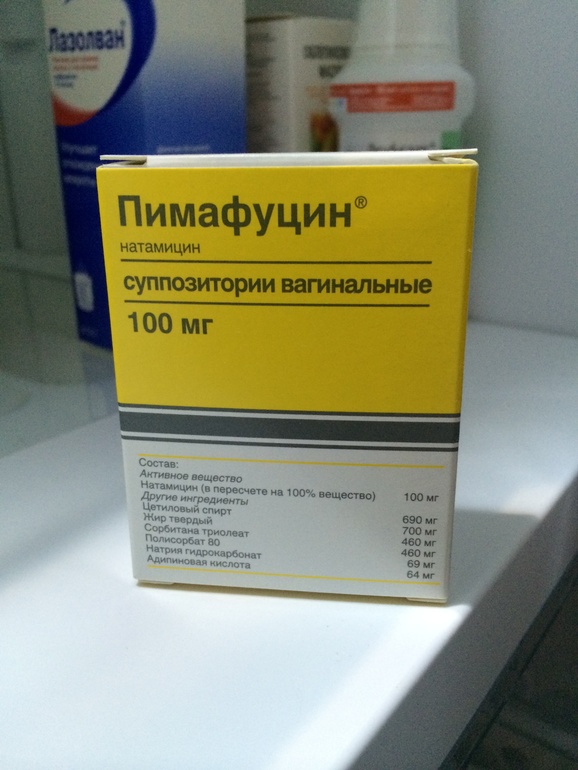 Лазолван®
Пимафуцин®
натамицин
суппозитории вагинальные
100 мг
Состав:
Активное вещество
Натамицин (в пересчете на 100% вещество) 100 мг
Другие ингредиенты
Цетиловый спирт 690 мг
Жир твердый 700 мг
Сорбитана триолеат 460 мг
Полисорбат 80 460 мг
Натрия гидрокарбонат 69 мг
Адипиновая кислота 64 мг